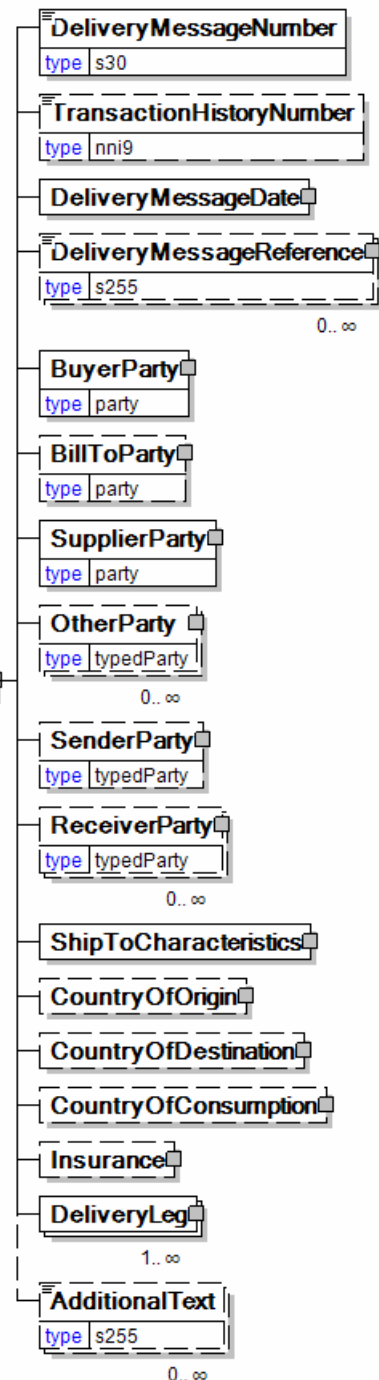 DeliveryMessageNumber
type s30
TransactionHistoryNumber
type nni9
DeliveryMessageDate
DeliveryMessageReference
type s255
0.. ∞
BuyerParty
type party
BillToParty
type party
SupplierParty
type party
OtherParty
type typedParty
0.. ∞
SenderParty
type typedParty
ReceiverParty
type typedParty
0.. ∞
ShipToCharacteristics
CountryOfOrigin
CountryOfDestination
CountryOfConsumption
Insurance
DeliveryLeg
1.. ∞
AdditionalText
type s255
0.. ∞